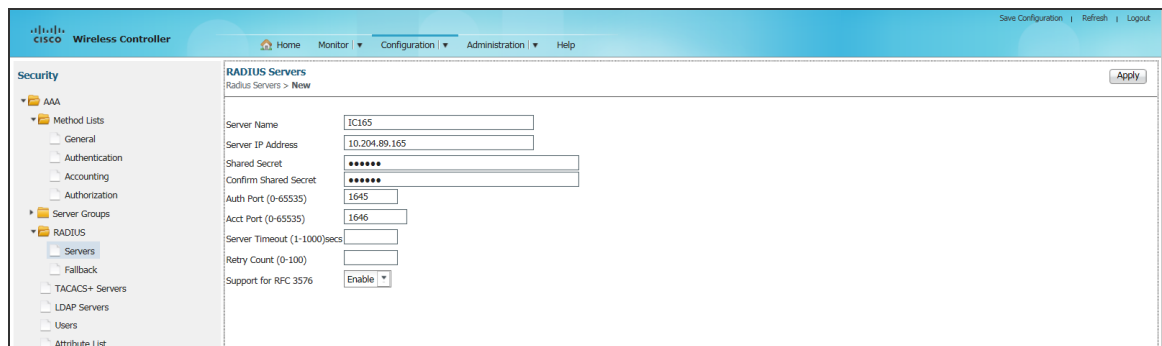 Save Configuration | Refresh | Logout
CISCO Wireless Controller
Home Monitor Configuration Administration Help
Security
AAA
Method Lists
General
Authentication
Accounting
Authorization
Server Groups
RADIUS
Servers
Fallback
TACACS+ Servers
LDAP Servers
Users
Attribute List
RADIUS Servers
Radius Servers > New
Apply
Server Name IC165
Server IP Address 10.204.89.165
Shared Secret ●●●●●●
Confirm Shared Secret ●●●●●●
Auth Port (0-65535) 1645
Acct Port (0-65535) 1646
Server Timeout (1-1000)secs
Retry Count (0-100)
Support for RFC 3576 Enable